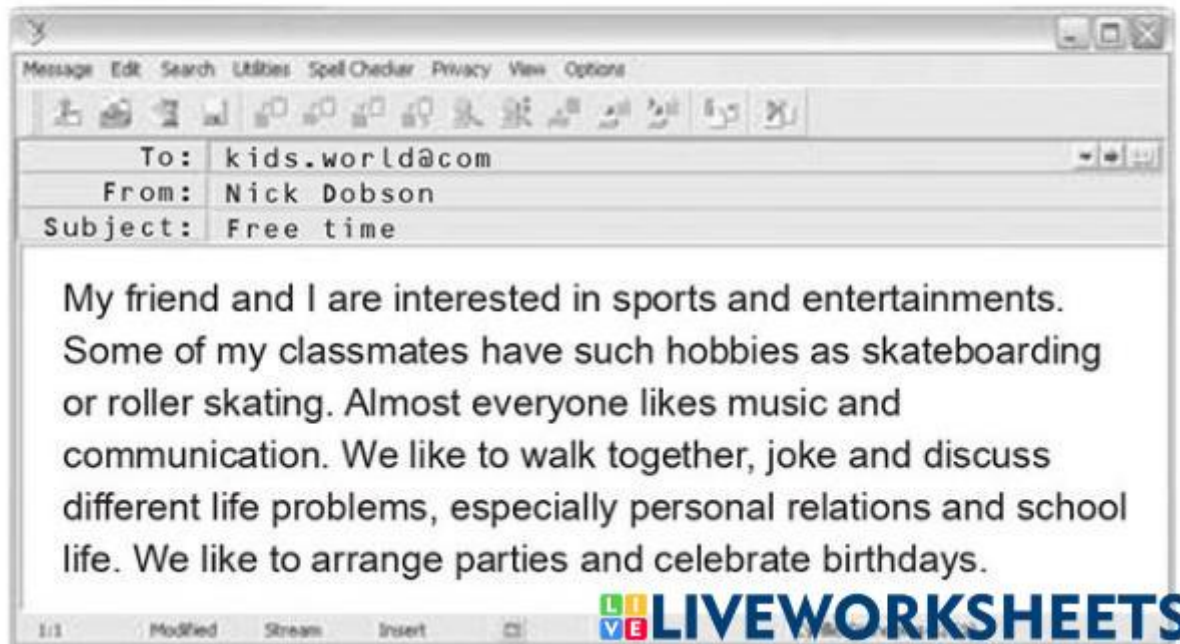 Message Edit Search Utilities Spell Checker Privacy View Options
To: kids.world@com
From: Nick Dobson
Subject: Free time
My friend and I are interested in sports and entertainments.
Some of my classmates have such hobbies as skateboarding
or roller skating. Almost everyone likes music and
communication. We like to walk together, joke and discuss
different life problems, especially personal relations and school
life. We like to arrange parties and celebrate birthdays.
1:1 Modified Stream Insert
LIVE LIVEWORKSHEETS